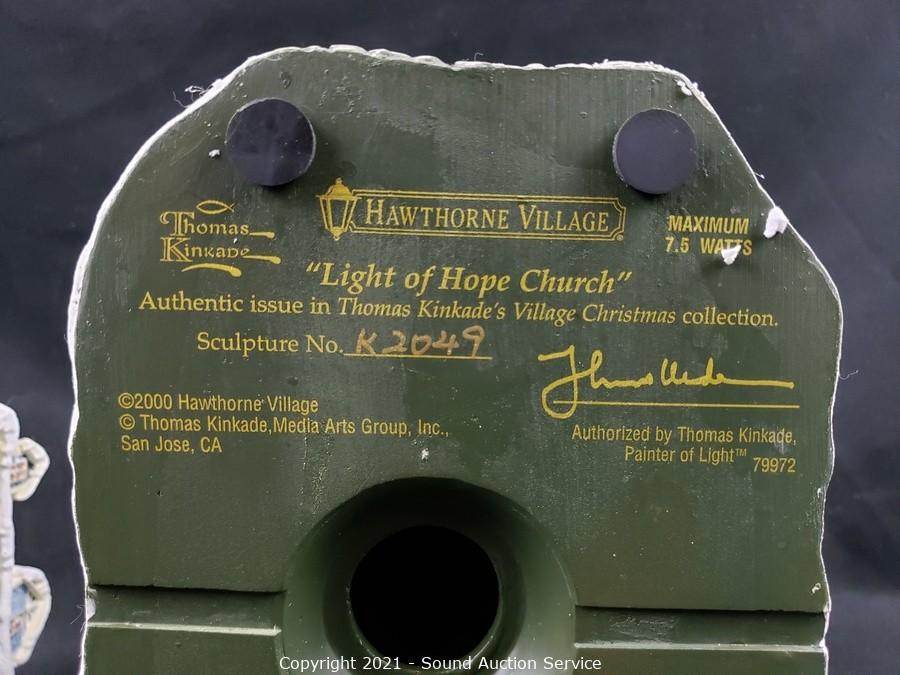 Thomas
Kinkade
HAWTHORNE VILLAGE
MAXIMUM
7.5 WATTS
"Light of Hope Church"
Authentic issue in Thomas Kinkade's Village Christmas collection.
Sculpture No. K2049
©2000 Hawthorne Village
© Thomas Kinkade,Media Arts Group, Inc.,
San Jose, CA
Authorized by Thomas Kinkade,
Painter of Light™ 79972
Copyright 2021 - Sound Auction Service